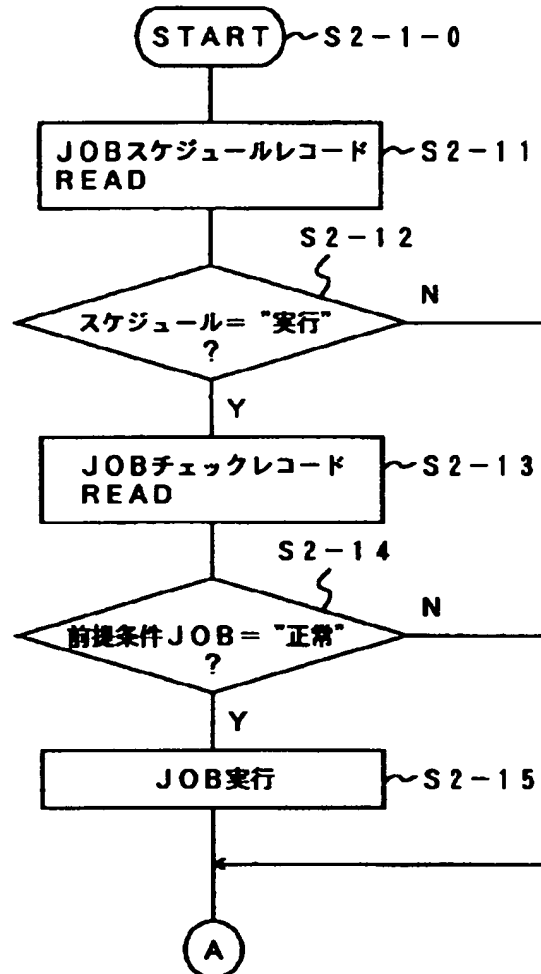 START
S2-1-0
JOBスケジュールレコード
READ
S2-11
S2-12
スケジュール="実行"
?
N
Y
JOBチェックレコード
READ
S2-13
S2-14
前提条件JOB="正常"
?
N
Y
JOB実行
S2-15
A